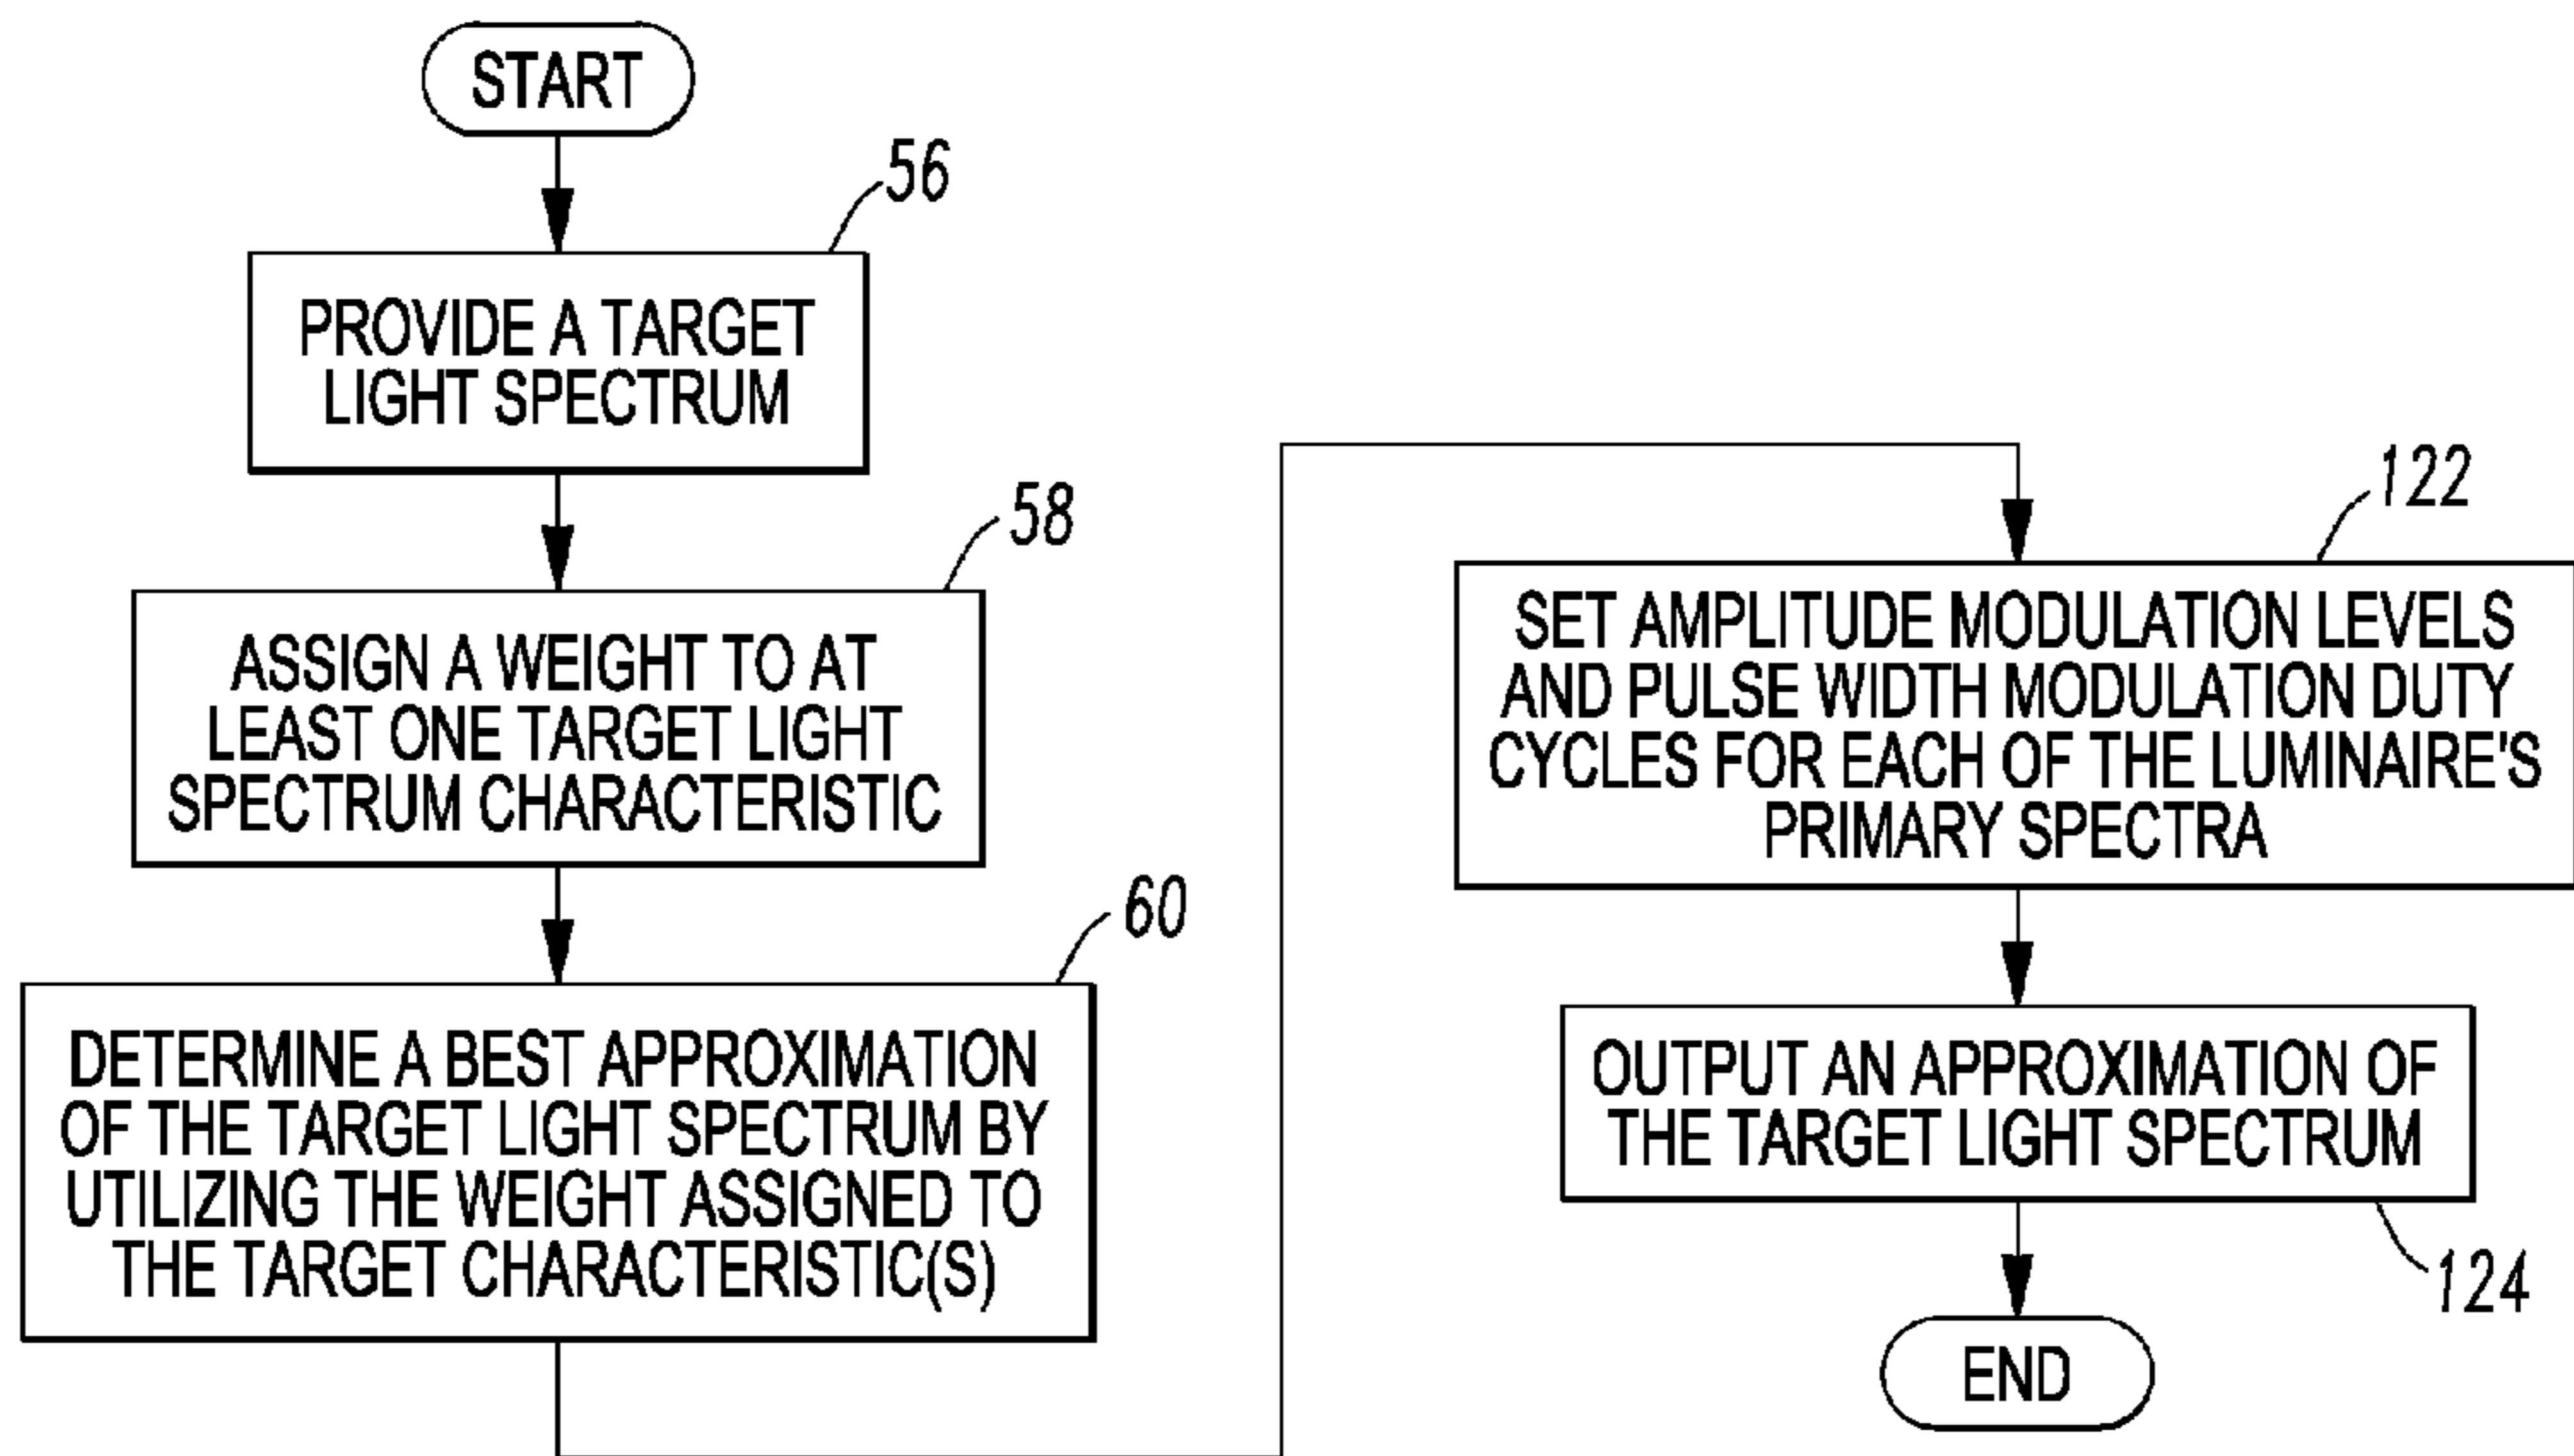 START
56
PROVIDE A TARGET
LIGHT SPECTRUM
58
ASSIGN A WEIGHT TO AT
LEAST ONE TARGET LIGHT
SPECTRUM CHARACTERISTIC
60
DETERMINE A BEST APPROXIMATION
OF THE TARGET LIGHT SPECTRUM BY
UTILIZING THE WEIGHT ASSIGNED TO
THE TARGET CHARACTERISTIC(S)
122
SET AMPLITUDE MODULATION LEVELS
AND PULSE WIDTH MODULATION DUTY
CYCLES FOR EACH OF THE LUMINAIRE'S
PRIMARY SPECTRA
OUTPUT AN APPROXIMATION OF
THE TARGET LIGHT SPECTRUM
124
END